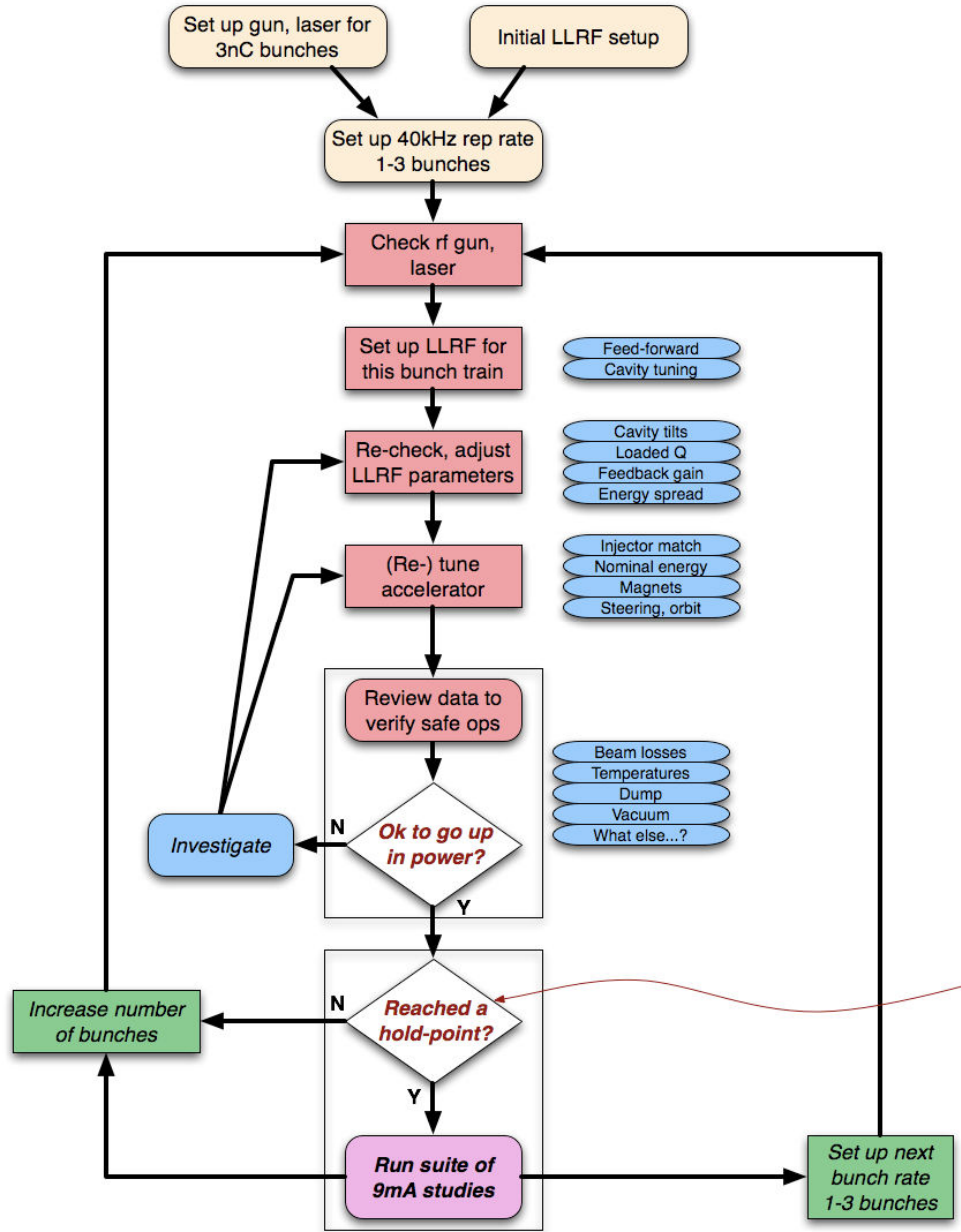 Set up gun, laser for
3nC bunches
Initial LLRF setup
Set up 40kHz rep rate
1-3 bunches
Check rf gun,
laser
Set up LLRF for
this bunch train
Feed-forward
Cavity tuning
Re-check, adjust
LLRF parameters
Cavity tilts
Loaded Q
Feedback gain
Energy spread
(Re-) tune
accelerator
Injector match
Nominal energy
Magnets
Steering, orbit
Review data to
verify safe ops
Beam losses
Temperatures
Dump
Vacuum
What else...?
Ok to go up
in power?
N
Investigate
Y
Reached a
hold-point?
N
Increase number
of bunches
Y
Run suite of
9mA studies
Set up next
bunch rate
1-3 bunches